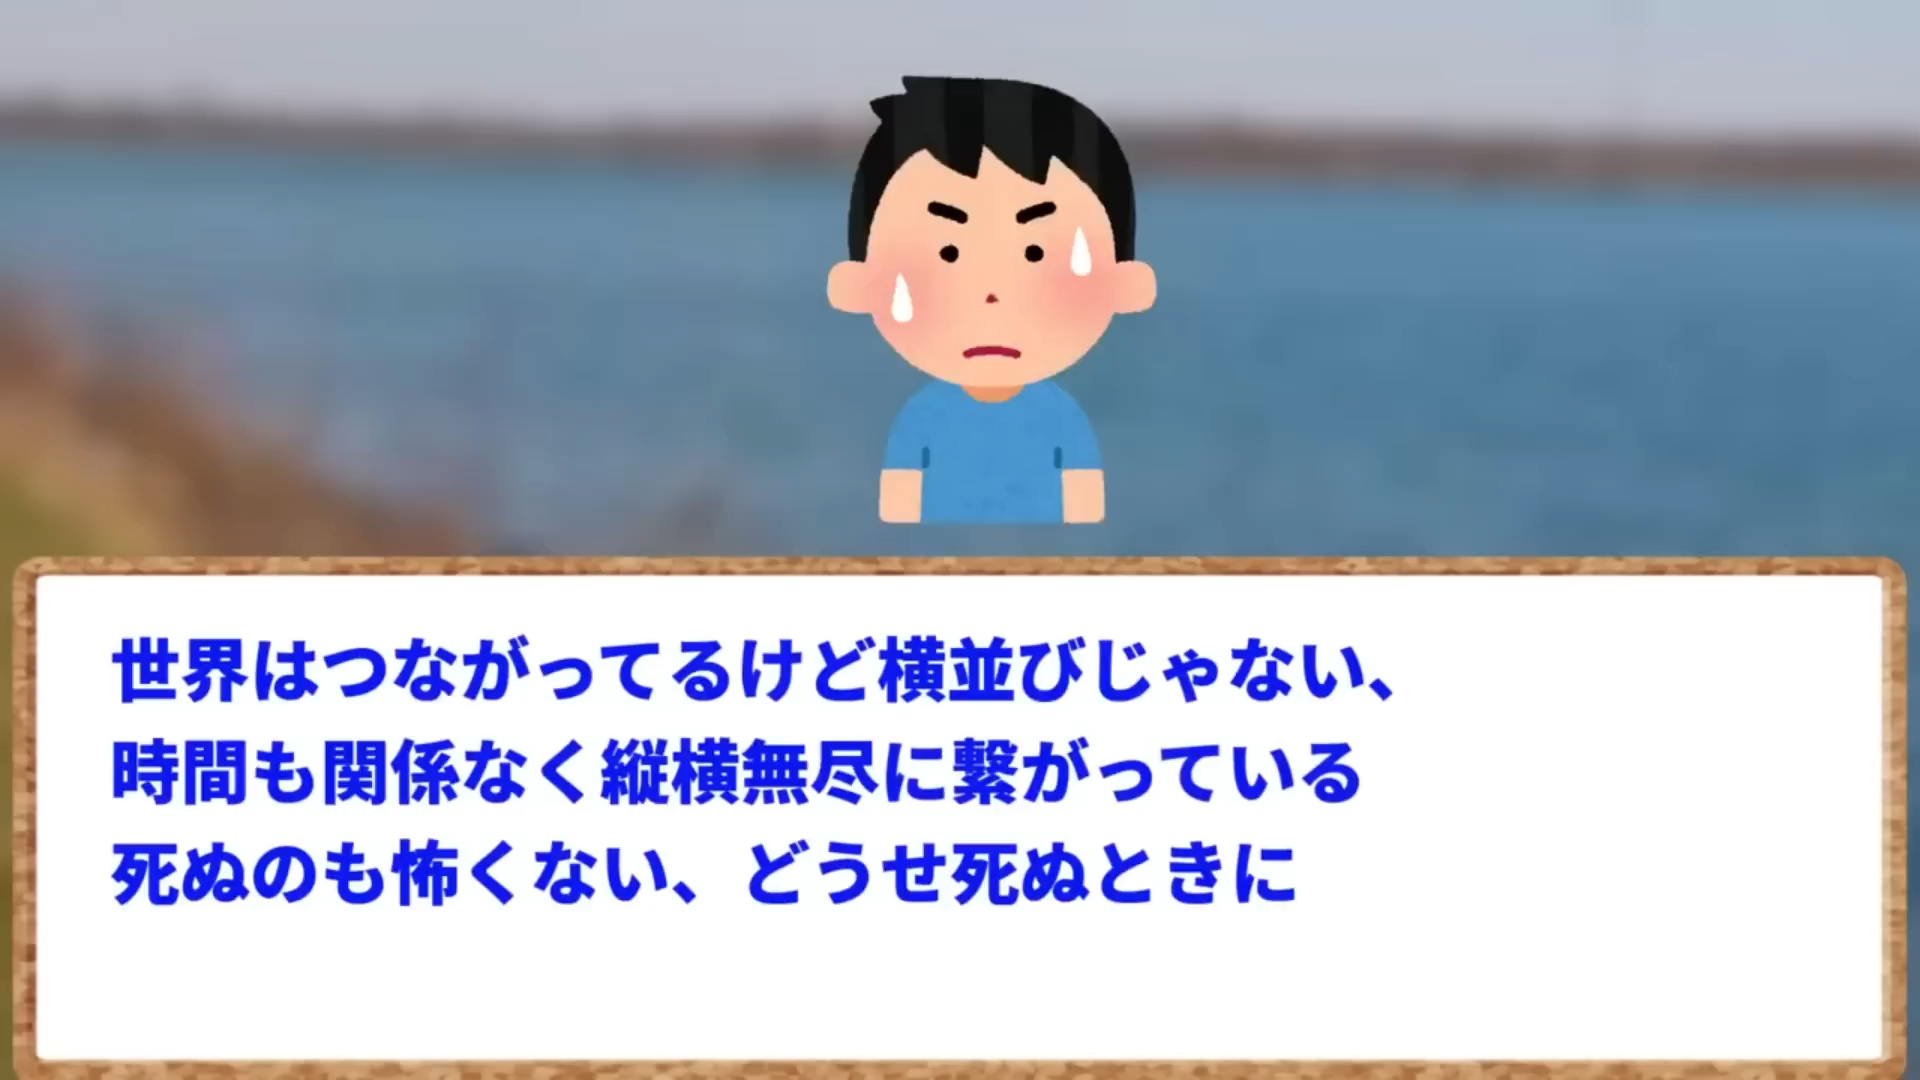 世界はつながってるけど横並びじゃない、
時間も関係なく縦横無尽に繋がっている
死ぬのも怖くない、どうせ死ぬときに